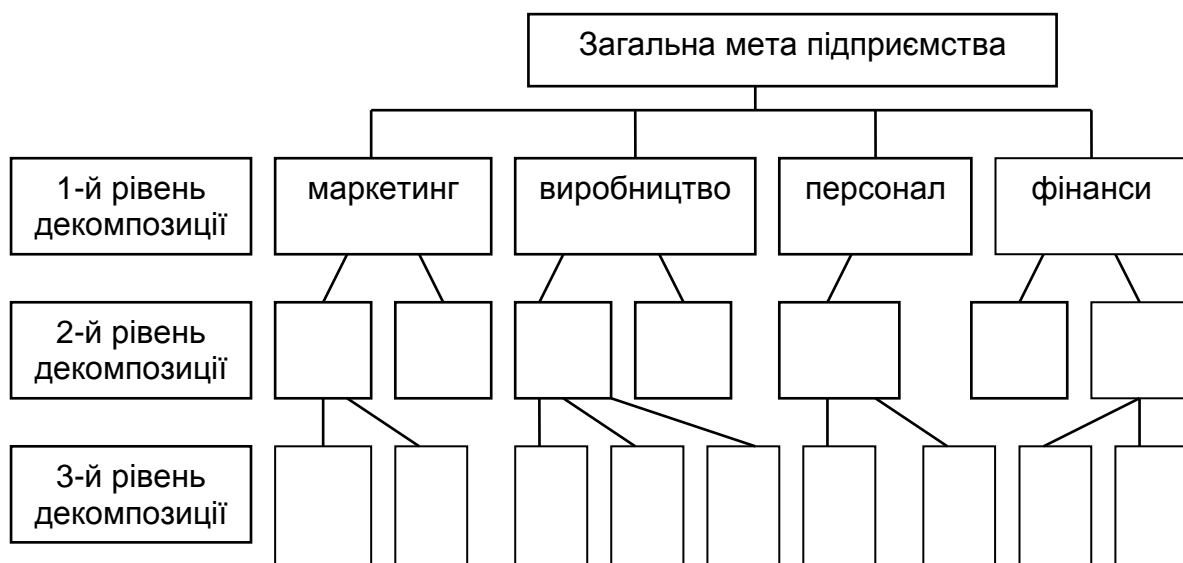 Загальна мета підприємства
1-й рівень
декомпозиції
маркетинг
виробництво
персонал
фінанси
2-й рівень
декомпозиції
3-й рівень
декомпозиції